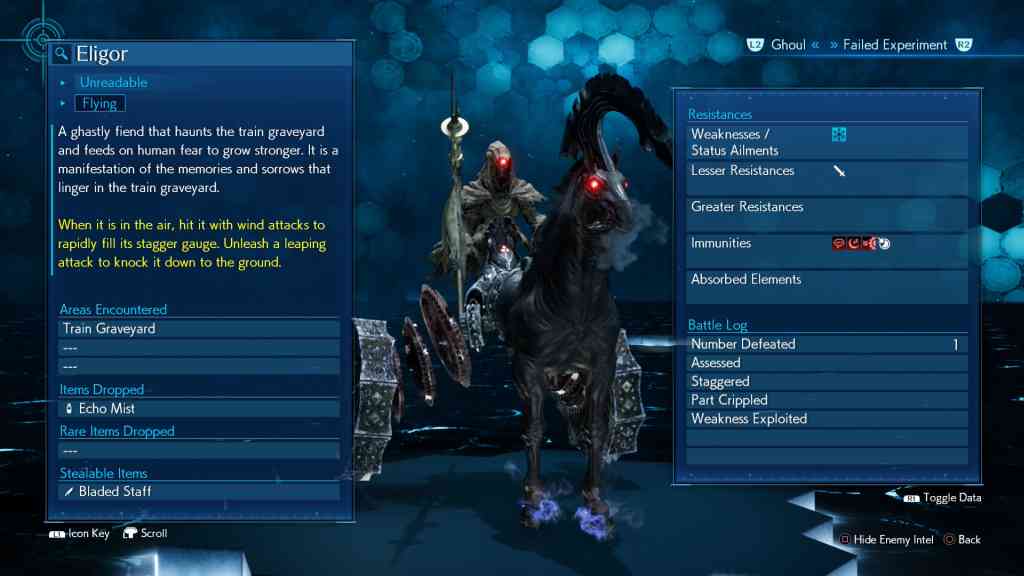 Eligor
Unreadable
Flying
A ghastly fiend that haunts the train graveyard
and feeds on human fear to grow stronger. It is a
manifestation of the memories and sorrows that
linger in the train graveyard.
When it is in the air, hit it with wind attacks to
rapidly fill its stagger gauge. Unleash a leaping
attack to knock it down to the ground.
Areas Encountered
Train Graveyard
---
---
Items Dropped
Echo Mist
Rare Items Dropped
---
Stealable Items
Bladed Staff
L1 Icon Key Scroll
L2 Ghoul « » Failed Experiment R2
Resistances
Weaknesses /
Status Ailments
Lesser Resistances
Greater Resistances
Immunities
Absorbed Elements
Battle Log
Number Defeated 1
Assessed
Staggered
Part Crippled
Weakness Exploited
R1 Toggle Data
Hide Enemy Intel Back